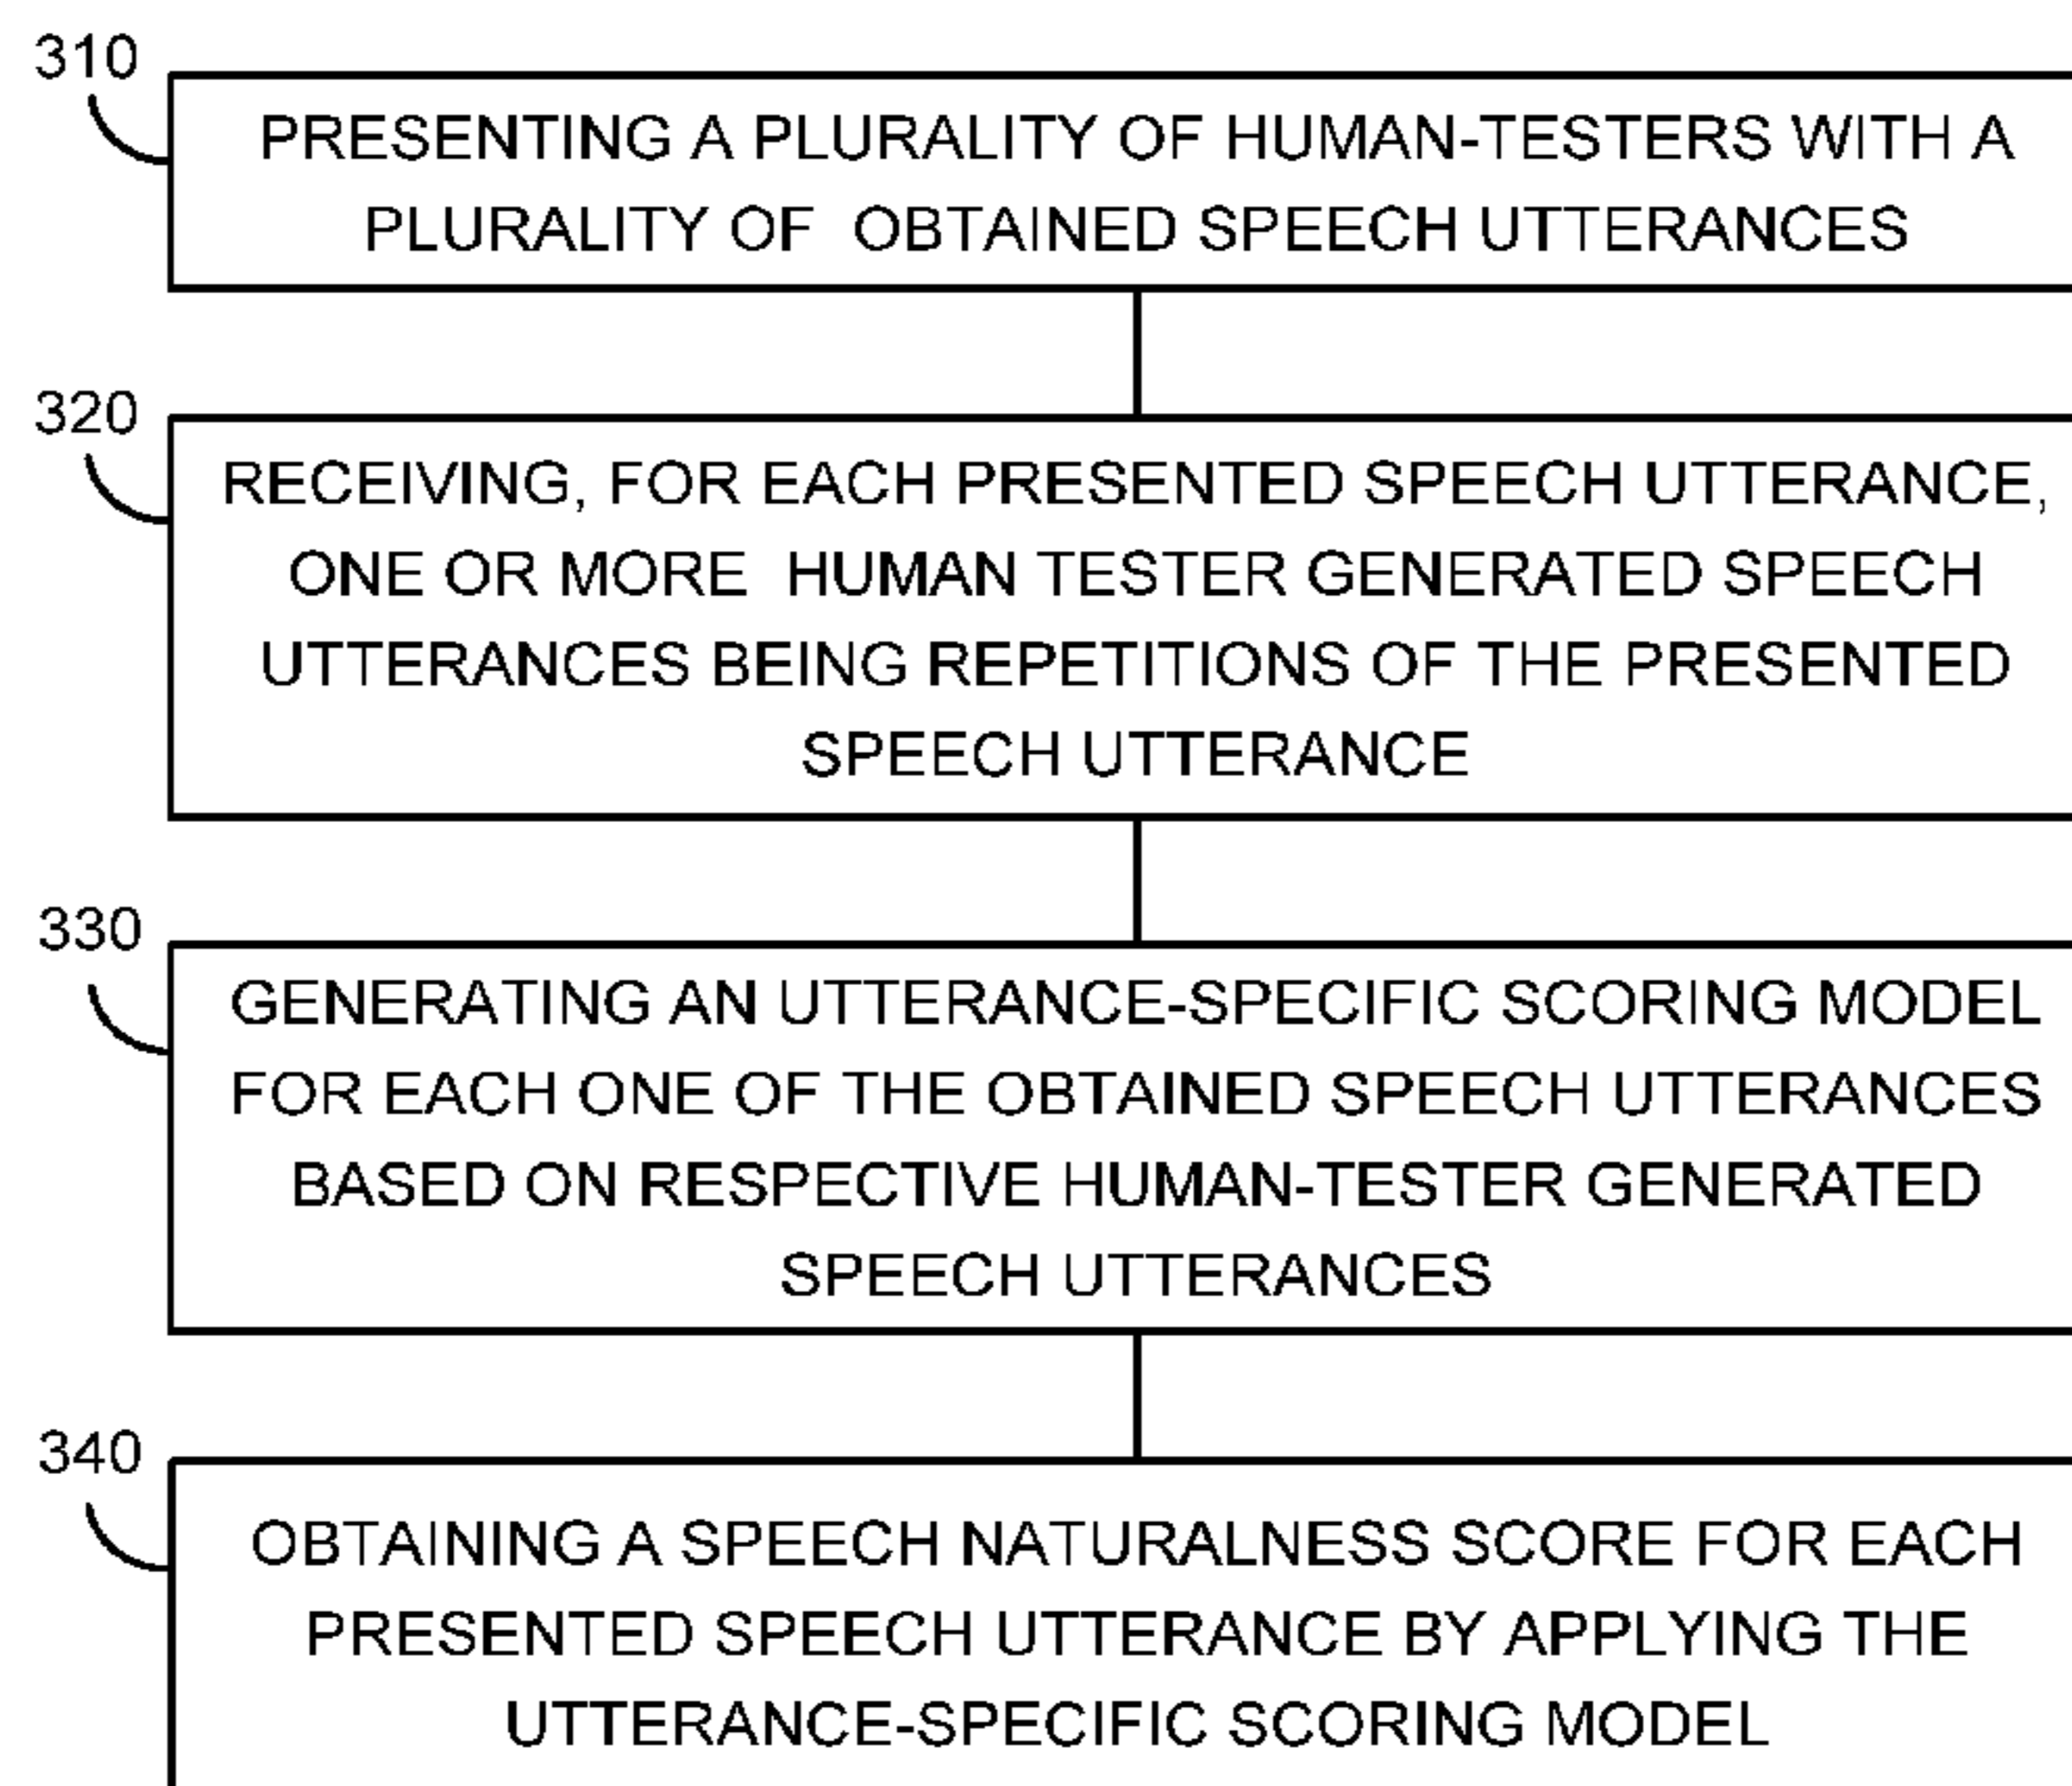 310
PRESENTING A PLURALITY OF HUMAN-TESTERS WITH A
PLURALITY OF OBTAINED SPEECH UTTERANCES
320
RECEIVING, FOR EACH PRESENTED SPEECH UTTERANCE,
ONE OR MORE HUMAN TESTER GENERATED SPEECH
UTTERANCES BEING REPETITIONS OF THE PRESENTED
SPEECH UTTERANCE
330
GENERATING AN UTTERANCE-SPECIFIC SCORING MODEL
FOR EACH ONE OF THE OBTAINED SPEECH UTTERANCES
BASED ON RESPECTIVE HUMAN-TESTER GENERATED
SPEECH UTTERANCES
340
OBTAINING A SPEECH NATURALNESS SCORE FOR EACH
PRESENTED SPEECH UTTERANCE BY APPLYING THE
UTTERANCE-SPECIFIC SCORING MODEL